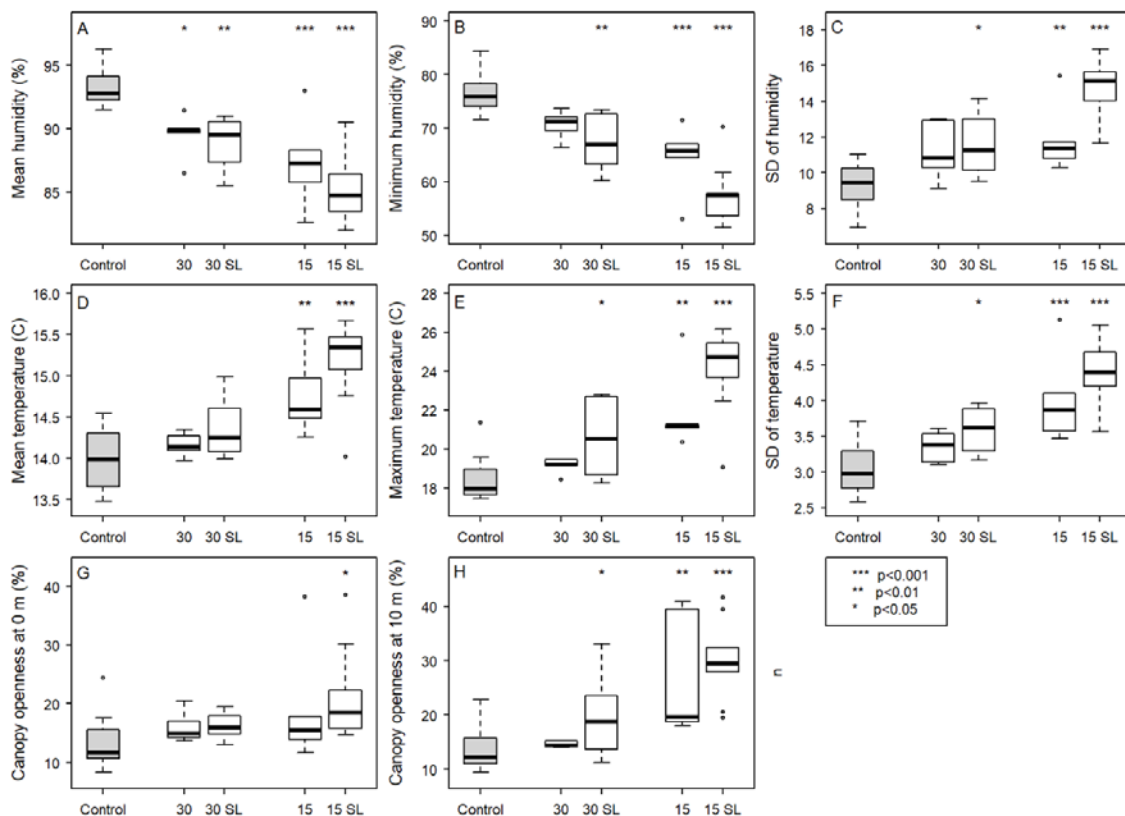 A
* ** *** ***
Mean humidity (%)
95
90
85
Control 30 30 SL 15 15 SL
B
** *** ***
Minimum humidity (%)
90
80
70
60
50
Control 30 30 SL 15 15 SL
C
* ** ***
SD of humidity
18
16
14
12
10
8
Control 30 30 SL 15 15 SL
D
** ***
Mean temperature (C)
16.0
15.5
15.0
14.5
14.0
13.5
Control 30 30 SL 15 15 SL
E
* ** ***
Maximum temperature (C)
28
26
24
22
20
18
Control 30 30 SL 15 15 SL
F
* *** ***
SD of temperature
5.5
5.0
4.5
4.0
3.5
3.0
2.5
Control 30 30 SL 15 15 SL
G
*
Canopy openness at 0 m (%)
40
30
20
10
Control 30 30 SL 15 15 SL
H
* ** ***
Canopy openness at 10 m (%)
40
30
20
10
Control 30 30 SL 15 15 SL
*** p<0.001
** p<0.01
* p<0.05
n